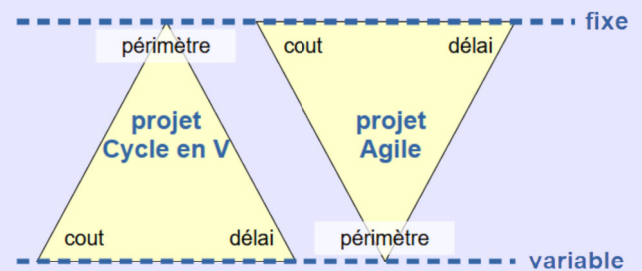 fixe
périmètre
cout délai
projet
Cycle en V
projet
Agile
cout délai
périmètre
variable